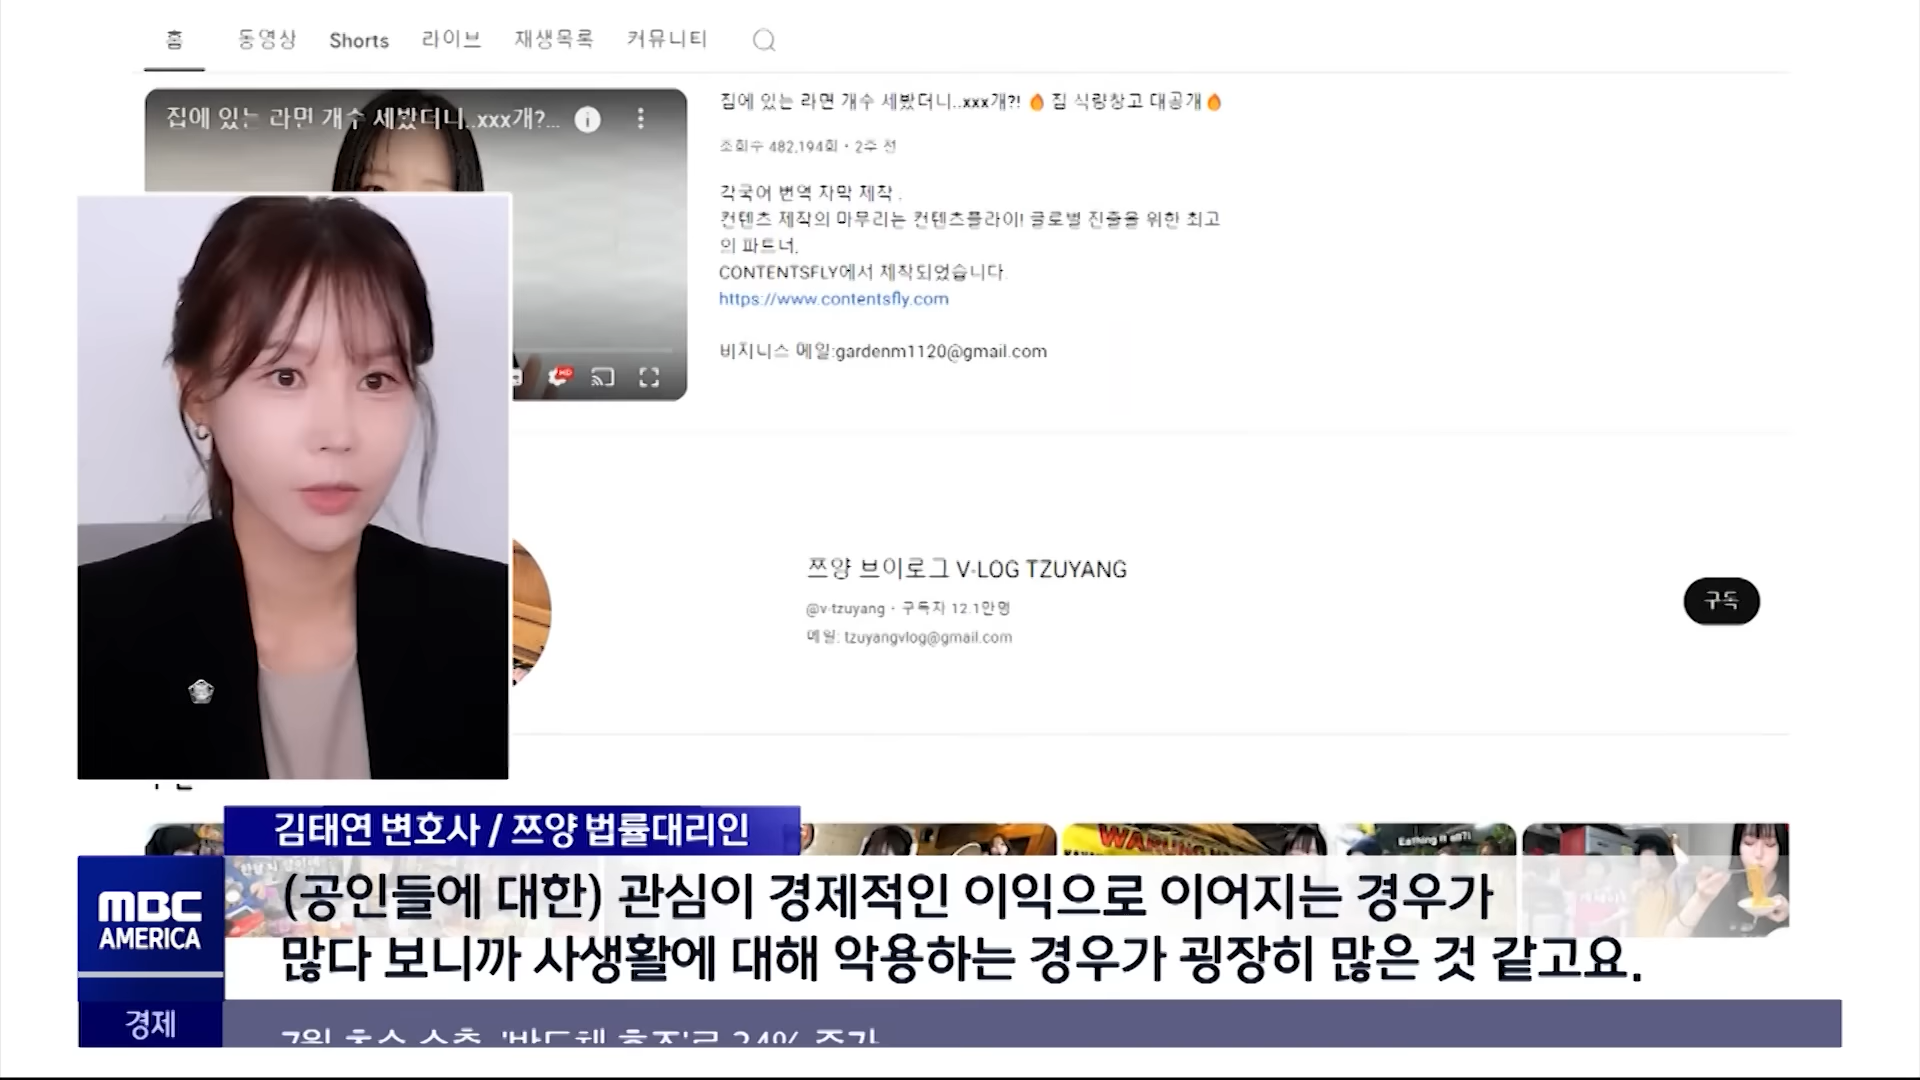 홈 동영상 Shorts 라이브 재생목록 커뮤니티
집에 있는 라면 개수 세봤더니..xxx개?...
집에 있는 라면 개수 세봤더니..xxx개?! 🔥 집 식량창고 대공개🔥
조회수 482,194회 • 2주 전
각국어 번역 자막 제작 .
컨텐츠 제작의 마무리는 컨텐츠플라이! 글로벌 진출을 위한 최고
의 파트너,
CONTENTSFLY에서 제작되었습니다.
https://www.contentsfly.com
비지니스 메일:gardenm1120@gmail.com
HD
쯔양 브이로그 V-LOG TZUYANG
@v-tzuyang • 구독자 12.1만명
메일: tzuyangvlog@gmail.com
구독
김태연 변호사 / 쯔양 법률대리인
WARUNG
Eathing it all?!
(공인들에 대한) 관심이 경제적인 이익으로 이어지는 경우가
많다 보니까 사생활에 대해 악용하는 경우가 굉장히 많은 것 같고요.
MBC
AMERICA
경제